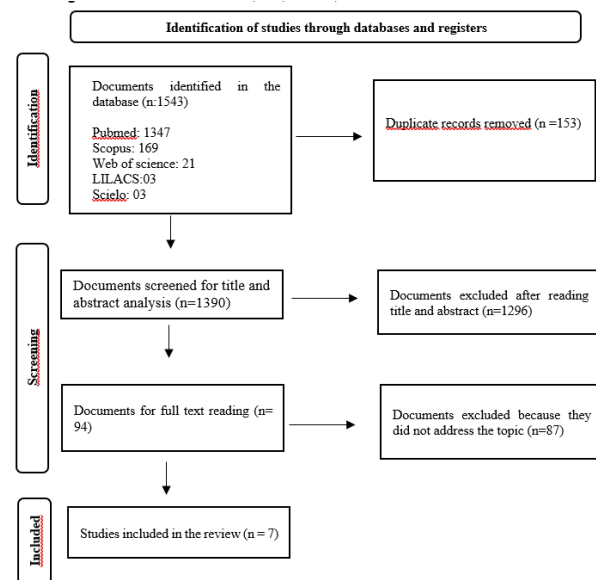 Identification of studies through databases and registers
Identification
Documents identified in the
database (n:1543)
Pubmed: 1347
Scopus: 169
Web of science: 21
LILACS:03
Scielo: 03
Duplicate records removed (n =153)
Screening
Documents screened for title and
abstract analysis (n=1390)
Documents excluded after reading
title and abstract (n=1296)
Documents for full text reading (n=
94)
Documents excluded because they
did not address the topic (n=87)
Included
Studies included in the review (n = 7)